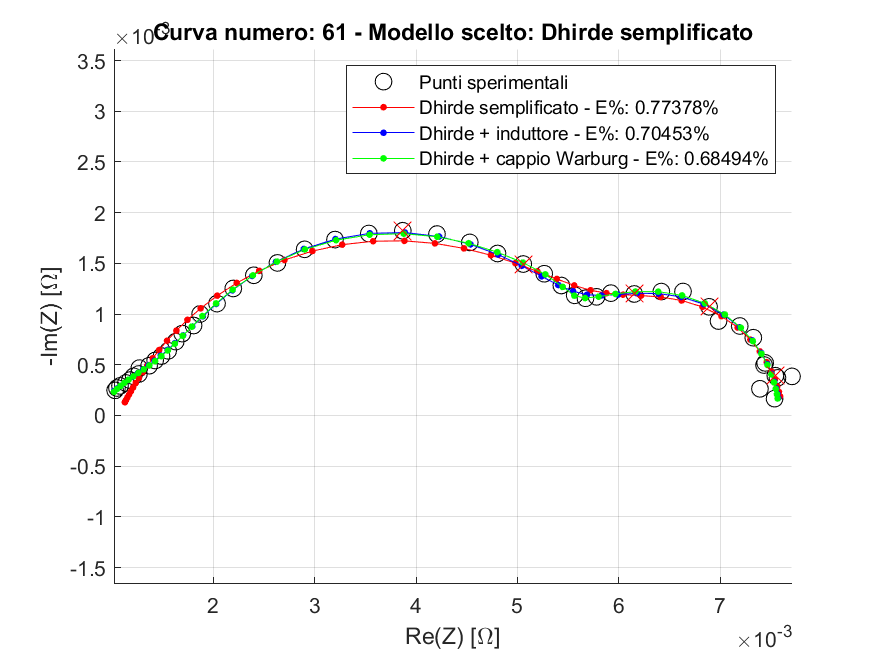 ×10⁻³
Curva numero: 61 - Modello scelto: Dhirde semplificato
Punti sperimentali
Dhirde semplificato - E%: 0.77378%
Dhirde + induttore - E%: 0.70453%
Dhirde + cappio Warburg - E%: 0.68494%
3.5
3
2.5
2
1.5
1
0.5
0
-0.5
-1
-1.5
-Im(Z) [Ω]
2 3 4 5 6 7
Re(Z) [Ω]
×10⁻³